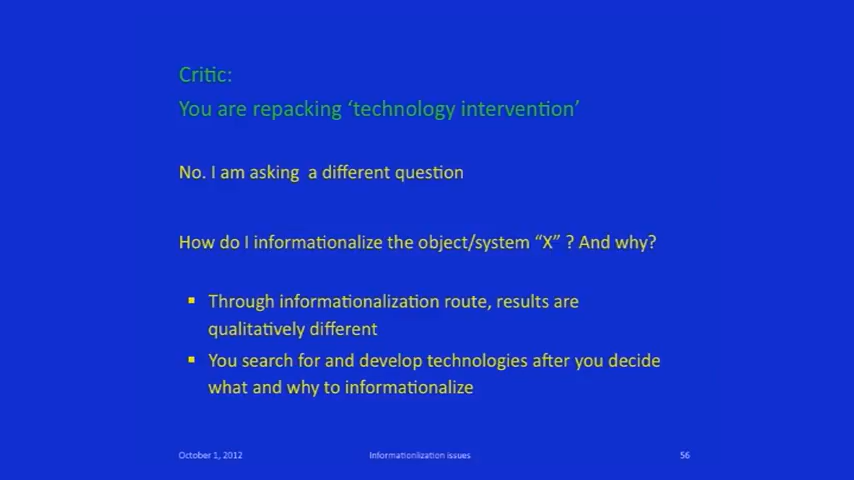 Critic:
You are repacking ‘technology intervention’
No. I am asking  a different question
How do I informationalize the object/system “X” ? And why?
▪ Through informationalization route, results are
qualitatively different
▪ You search for and develop technologies after you decide
what and why to informationalize
October 1, 2012
Informationlization issues
56